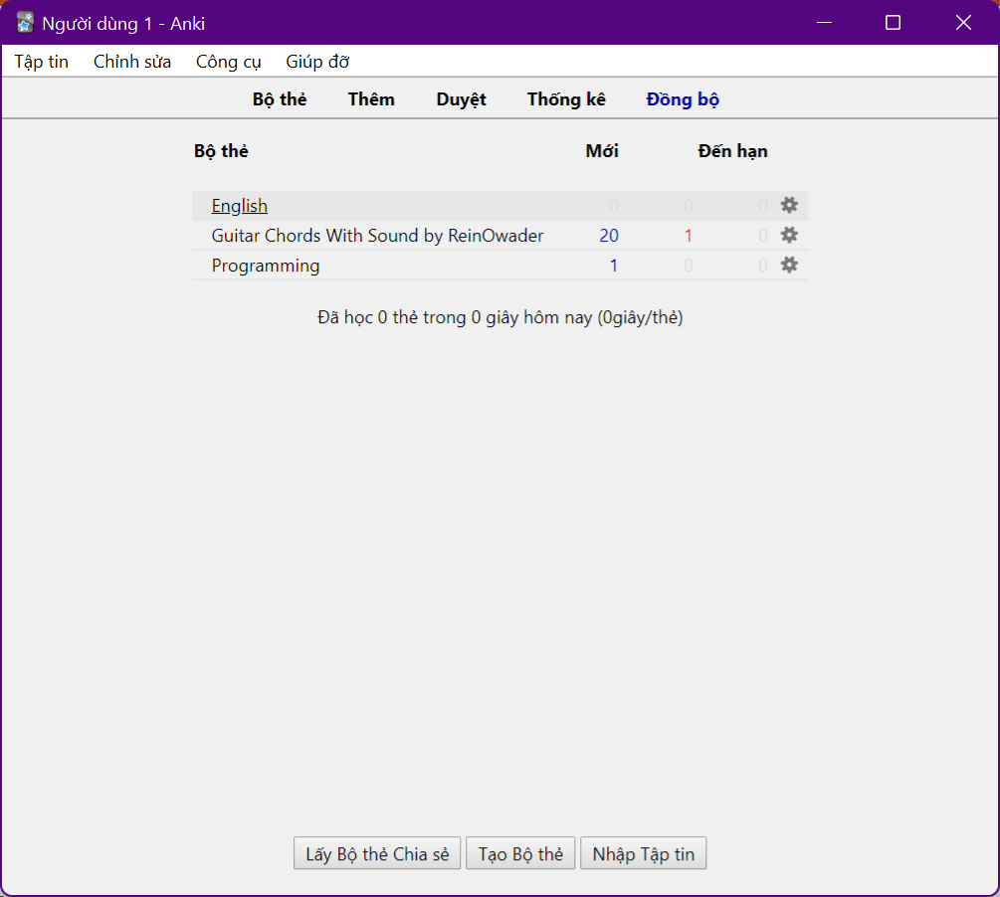 Người dùng 1 - Anki
Tập tin Chỉnh sửa Công cụ Giúp đỡ
Bộ thẻ Thêm Duyệt Thống kê Đồng bộ
Bộ thẻ Mới Đến hạn
English 0 0 0
Guitar Chords With Sound by ReinOwader 20 1 0
Programming 1 0 0
Đã học 0 thẻ trong 0 giây hôm nay (0giây/thẻ)
Lấy Bộ thẻ Chia sẻ Tạo Bộ thẻ Nhập Tập tin